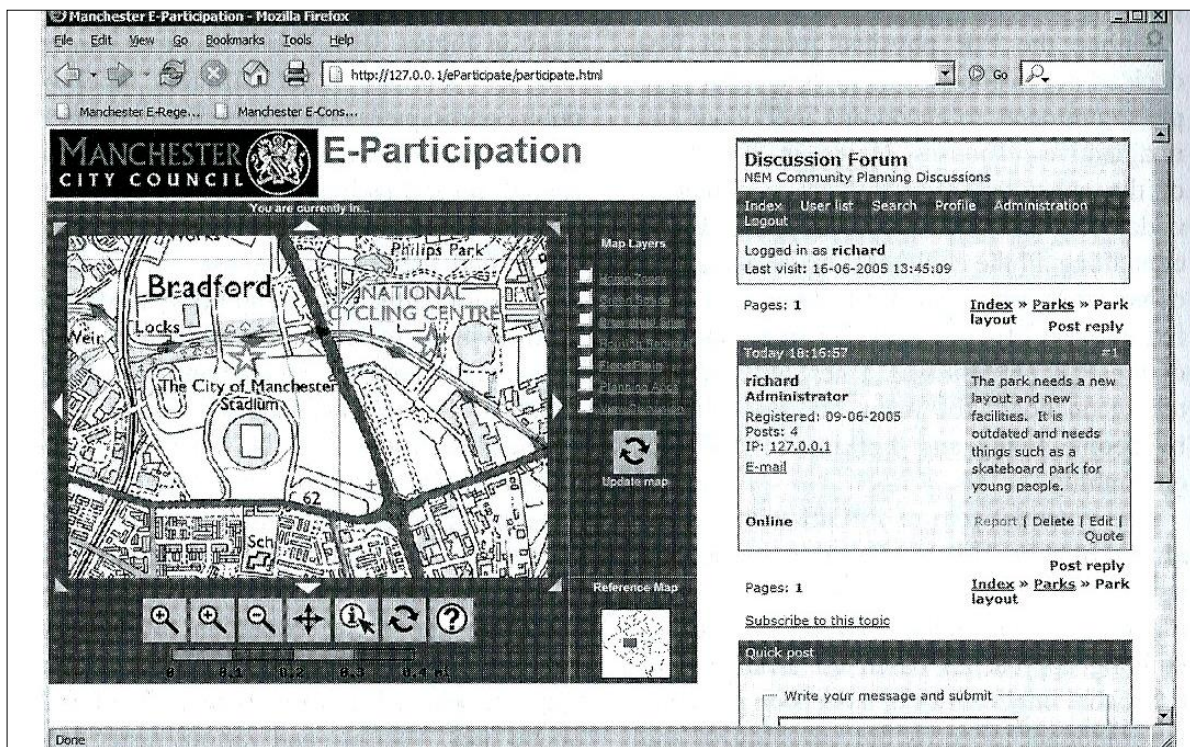 Manchester E-Participation - Mozilla Firefox
File Edit View Go Bookmarks Tools Help
http://127.0.0.1/eParticipate/participate.html
Go
Manchester E-Rege... Manchester E-Cons...
MANCHESTER
CITY COUNCIL
E-Participation
You are currently in...
Works
Philips Park
Bradford
NATIONAL
CYCLING CENTRE
Locks
Weir
The City of Manchester
Stadium
62
Sch
Map Layers
Update map
Reference Map
0 0.1 0.2 0.3 0.4 mi
Discussion Forum
NEM Community Planning Discussions
Index User list Search Profile Administration
Logout
Logged in as richard
Last visit: 16-06-2005 13:45:09
Pages: 1
Index » Parks » Park
layout
Post reply
Today 18:16:57 #1
richard
Administrator
Registered: 09-06-2005
Posts: 4
IP: 127.0.0.1
E-mail
The park needs a new
layout and new
facilities. It is
outdated and needs
things such as a
skateboard park for
young people.
Online
Report | Delete | Edit |
Quote
Post reply
Pages: 1
Index » Parks » Park
layout
Subscribe to this topic
Quick post
Write your message and submit
Done